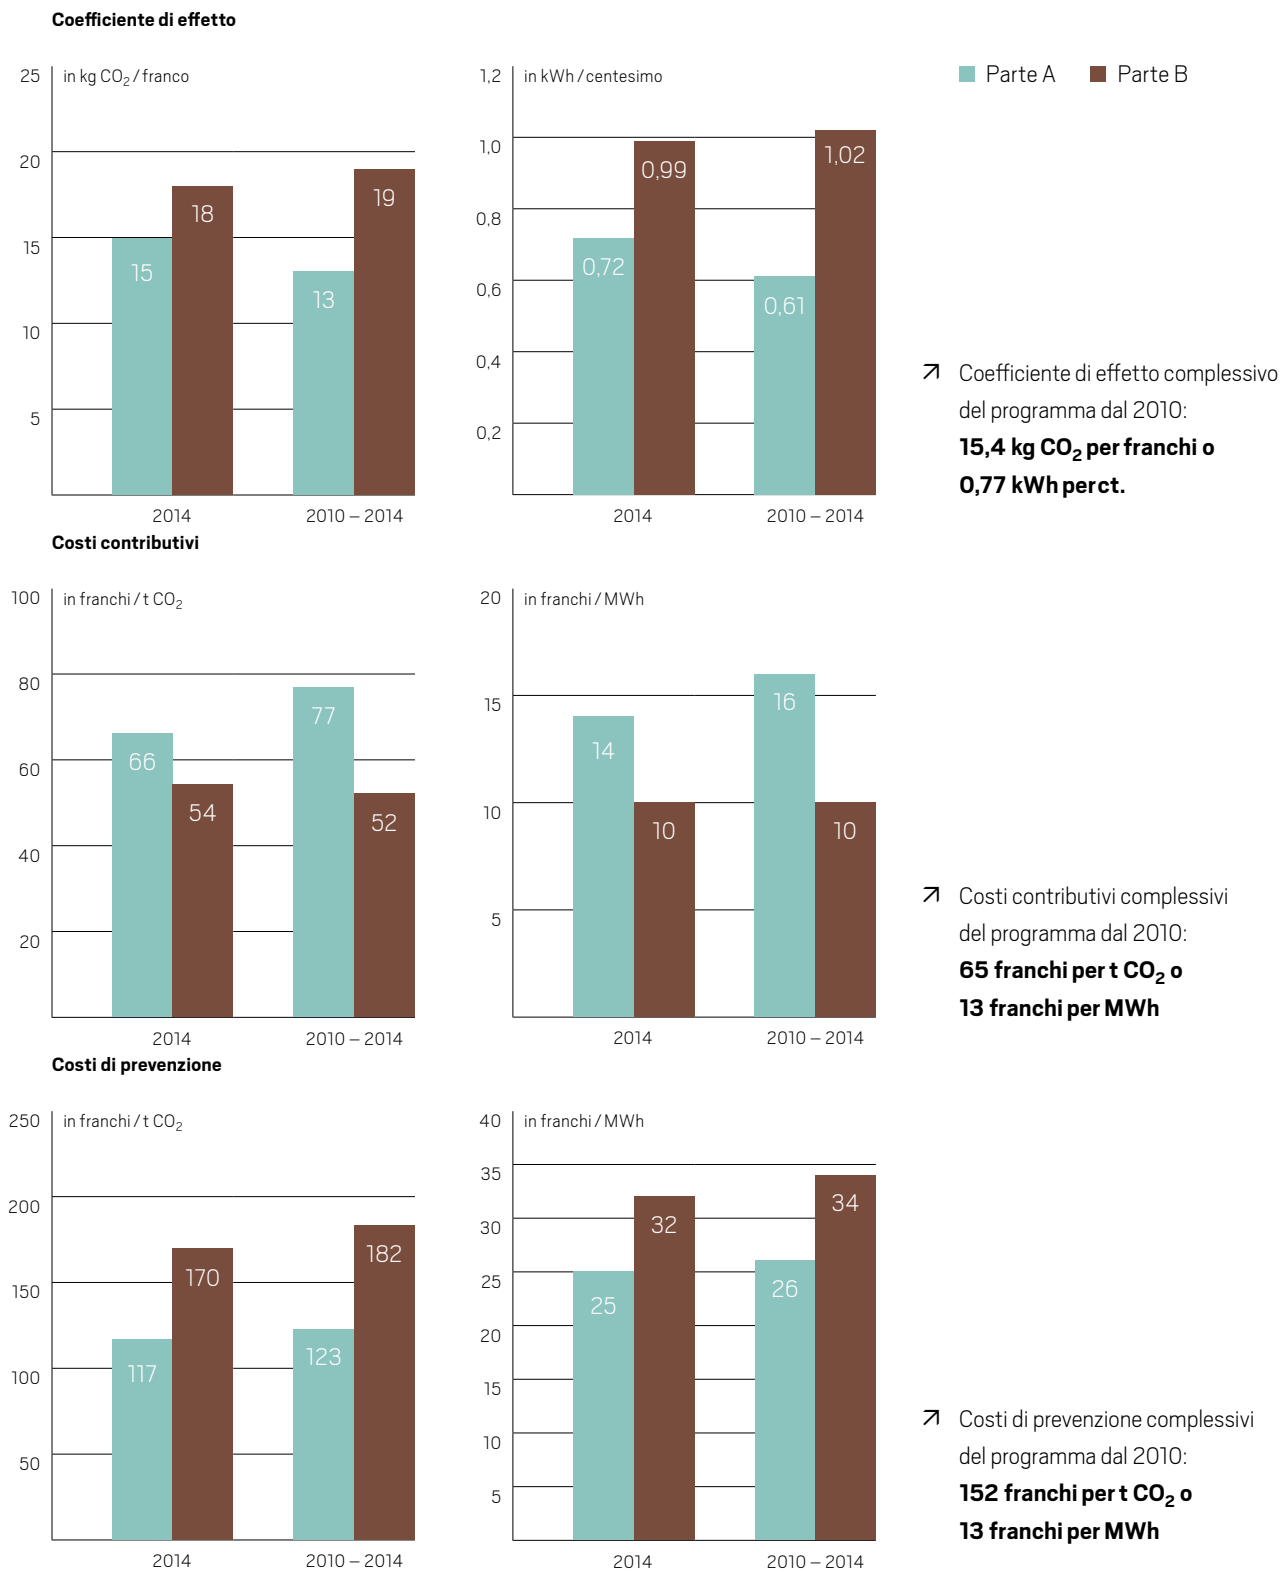 Coefficiente di effetto
in kg CO₂ / franco
25
20
15
10
5
15
18
13
19
2014
2010 – 2014
in kWh / centesimo
1,2
1,0
0,8
0,6
0,4
0,2
0,72
0,99
0,61
1,02
2014
2010 – 2014
Parte A
Parte B
Coefficiente di effetto complessivo
del programma dal 2010:
15,4 kg CO₂ per franchi o
0,77 kWh per ct.
Costi contributivi
in franchi / t CO₂
100
80
60
40
20
66
54
77
52
2014
2010 – 2014
in franchi / MWh
20
15
10
5
14
10
16
10
2014
2010 – 2014
Costi contributivi complessivi
del programma dal 2010:
65 franchi per t CO₂ o
13 franchi per MWh
Costi di prevenzione
in franchi / t CO₂
250
200
150
100
50
117
170
123
182
2014
2010 – 2014
in franchi / MWh
40
35
30
25
20
15
10
5
25
32
26
34
2014
2010 – 2014
Costi di prevenzione complessivi
del programma dal 2010:
152 franchi per t CO₂ o
13 franchi per MWh